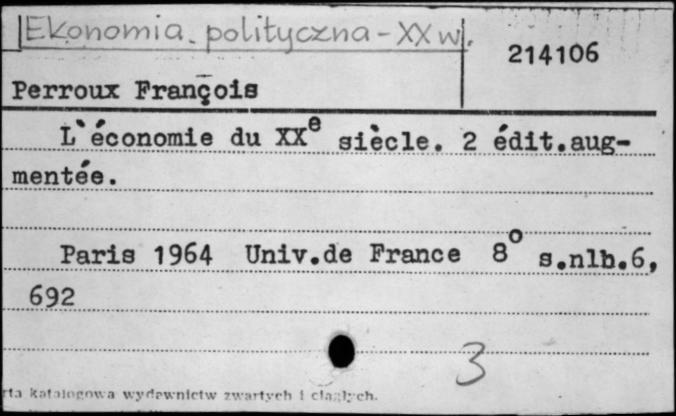 Ekonomia polityczna - XX w.
214106
Perroux François
L`économie du XXe siècle. 2 édit.aug-
mentée.
Paris 1964 Univ.de France 8o s.nlb.6,
692
3
rta katalogowa wydawnictw zwartych i ciągłych.